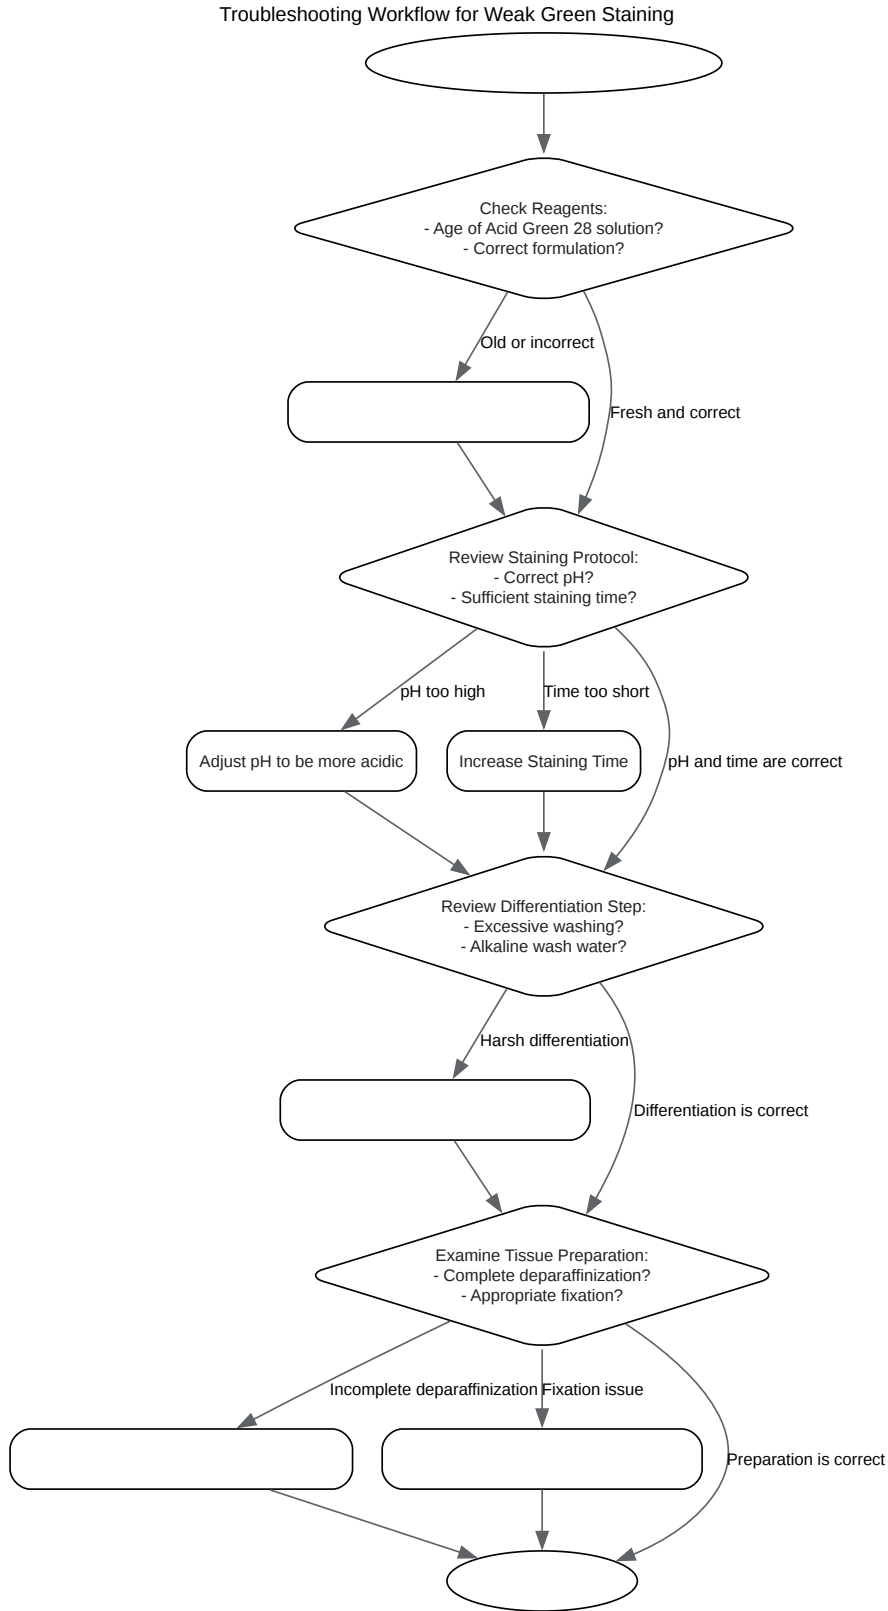 Troubleshooting Workflow for Weak Green Staining
Check Reagents:
- Age of Acid Green 28 solution?
- Correct formulation?
Old or incorrect
Fresh and correct
Review Staining Protocol:
- Correct pH?
- Sufficient staining time?
pH too high
Time too short
Adjust pH to be more acidic
Increase Staining Time
pH and time are correct
Review Differentiation Step:
- Excessive washing?
- Alkaline wash water?
Harsh differentiation
Differentiation is correct
Examine Tissue Preparation:
- Complete deparaffinization?
- Appropriate fixation?
Incomplete deparaffinization
Fixation issue
Preparation is correct